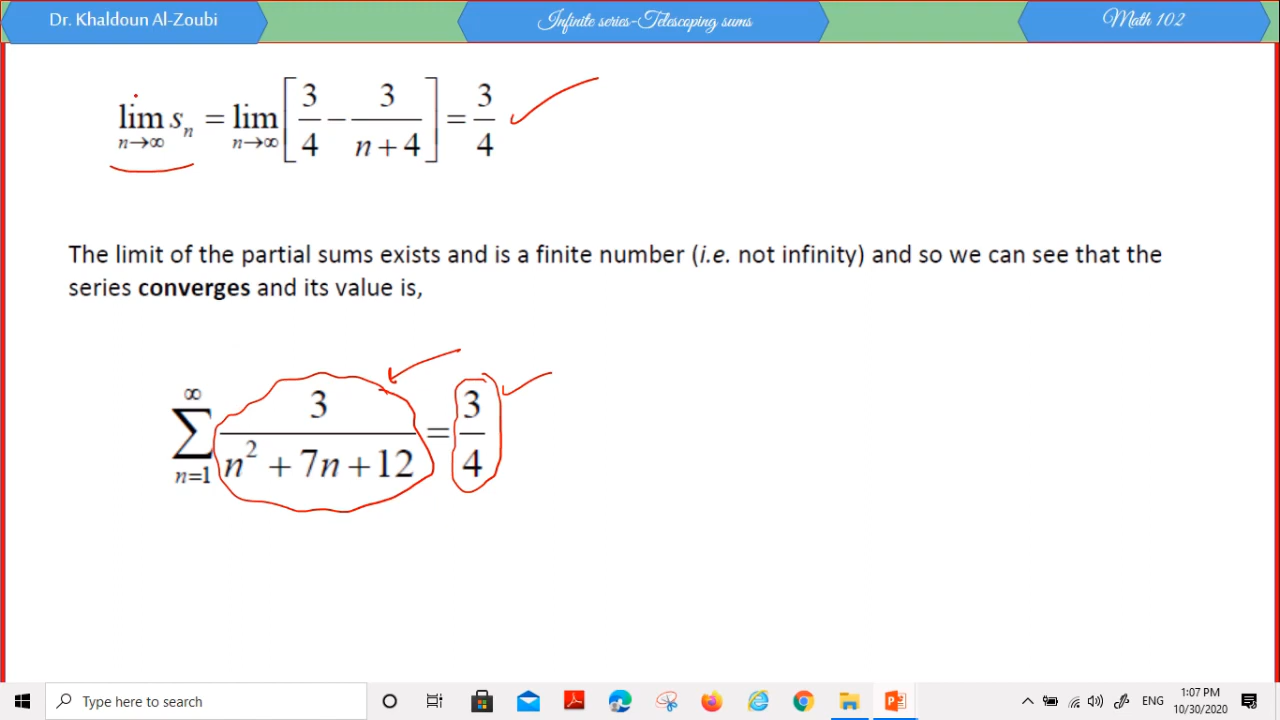 Dr. Khaldoun Al-Zoubi
Infinite series-Telescoping sums
Math 102
lim n→∞ sₙ = lim n→∞ [3/4 − 3/(n+4)] = 3/4
The limit of the partial sums exists and is a finite number (i.e. not infinity) and so we can see that the
series converges and its value is,
∑ n=1 ∞ 3/(n² + 7n + 12) = 3/4
Type here to search
ENG
1:07 PM
10/30/2020